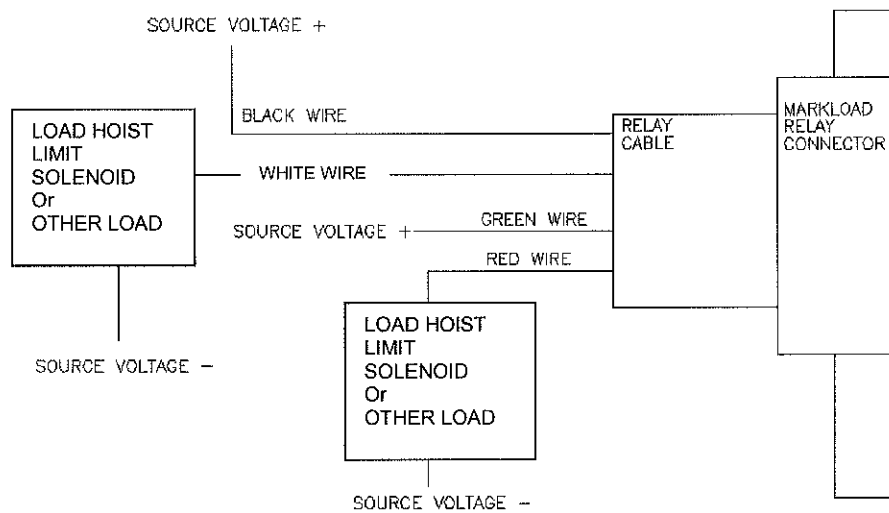 SOURCE VOLTAGE +
BLACK WIRE
LOAD HOIST
LIMIT
SOLENOID
Or
OTHER LOAD
WHITE WIRE
SOURCE VOLTAGE -
SOURCE VOLTAGE +
GREEN WIRE
RED WIRE
LOAD HOIST
LIMIT
SOLENOID
Or
OTHER LOAD
SOURCE VOLTAGE -
RELAY
CABLE
MARKLOAD
RELAY
CONNECTOR